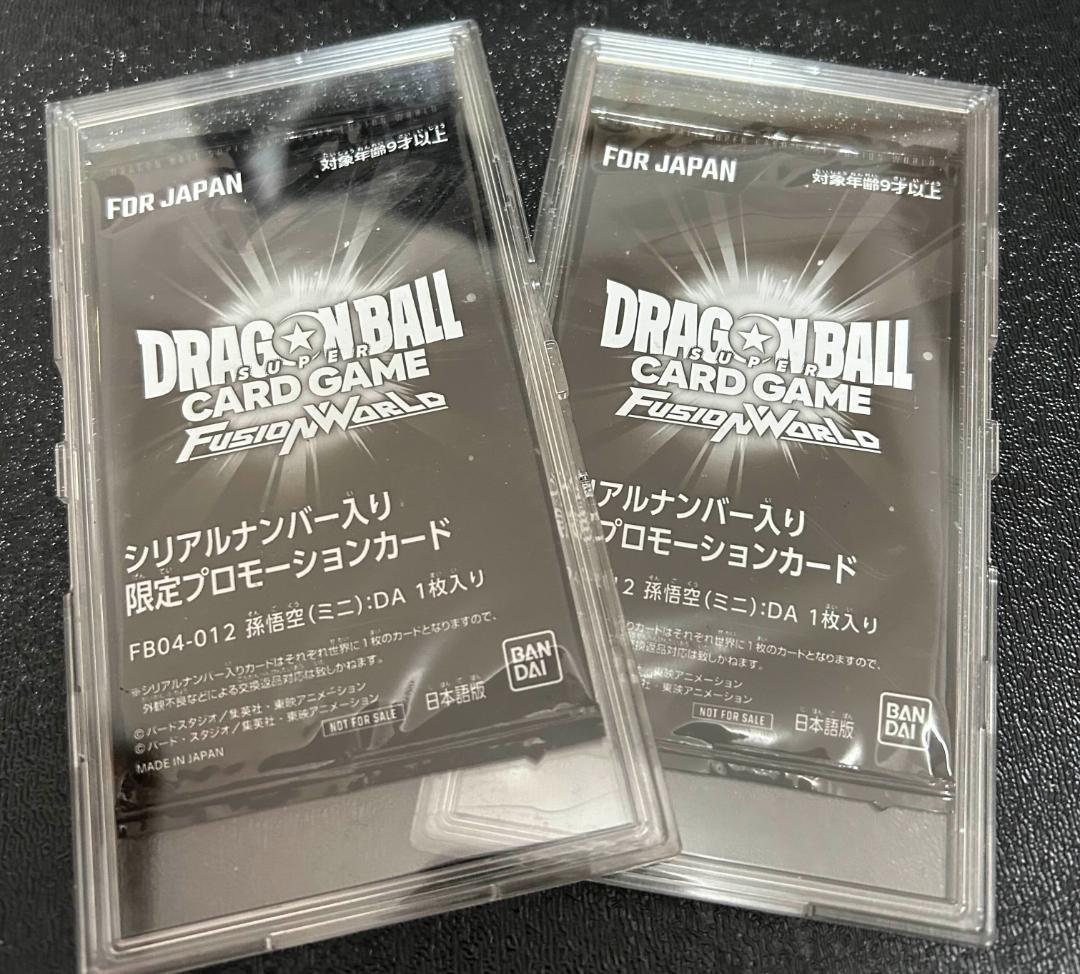 FOR JAPAN
対象年齢9才以上
DRAGON BALL
SUPER
CARD GAME
FUSION WORLD
シリアルナンバー入り
限定プロモーションカード
FB04-012 孫悟空(ミニ):DA 1枚入り
※シリアルナンバー入りカードはそれぞれ世界に1枚のカードとなりますので、
外観不良などによる交換返品対応は致しかねます。
©バードスタジオ/集英社・東映アニメーション
©バード・スタジオ/集英社・東映アニメーション
NOT FOR SALE
日本語版
BAN
DAI
MADE IN JAPAN
FOR JAPAN
対象年齢9才以上
DRAGON BALL
SUPER
CARD GAME
FUSION WORLD
リアルナンバー入り
プロモーションカード
12 孫悟空(ミニ):DA 1枚入り
カードはそれぞれ世界に1枚のカードとなりますので、
交換返品対応は致しかねます。
・東映アニメーション
社・東映アニメーション
NOT FOR SALE
日本語版
BAN
DAI